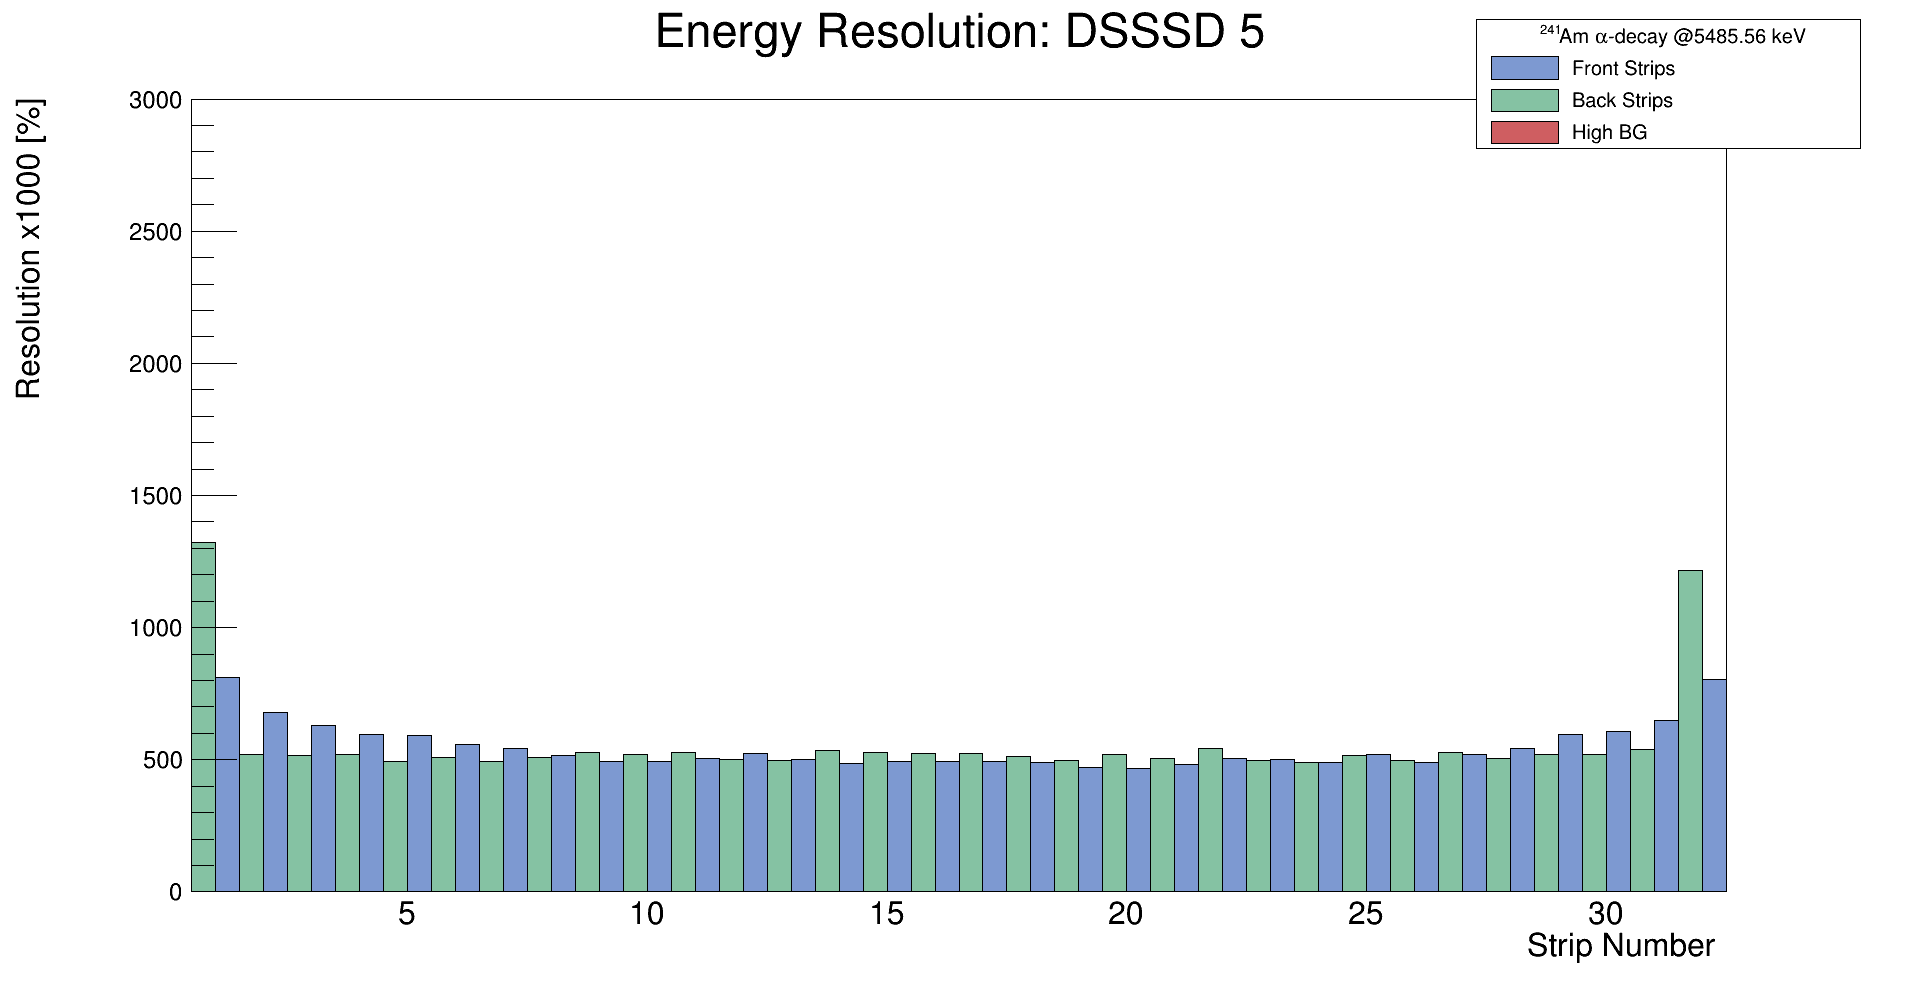 Energy Resolution: DSSSD 5
²⁴¹Am α-decay @5485.56 keV
Front Strips
Back Strips
High BG
Resolution x1000 [%]
3000
2500
2000
1500
1000
500
0
5 10 15 20 25 30
Strip Number